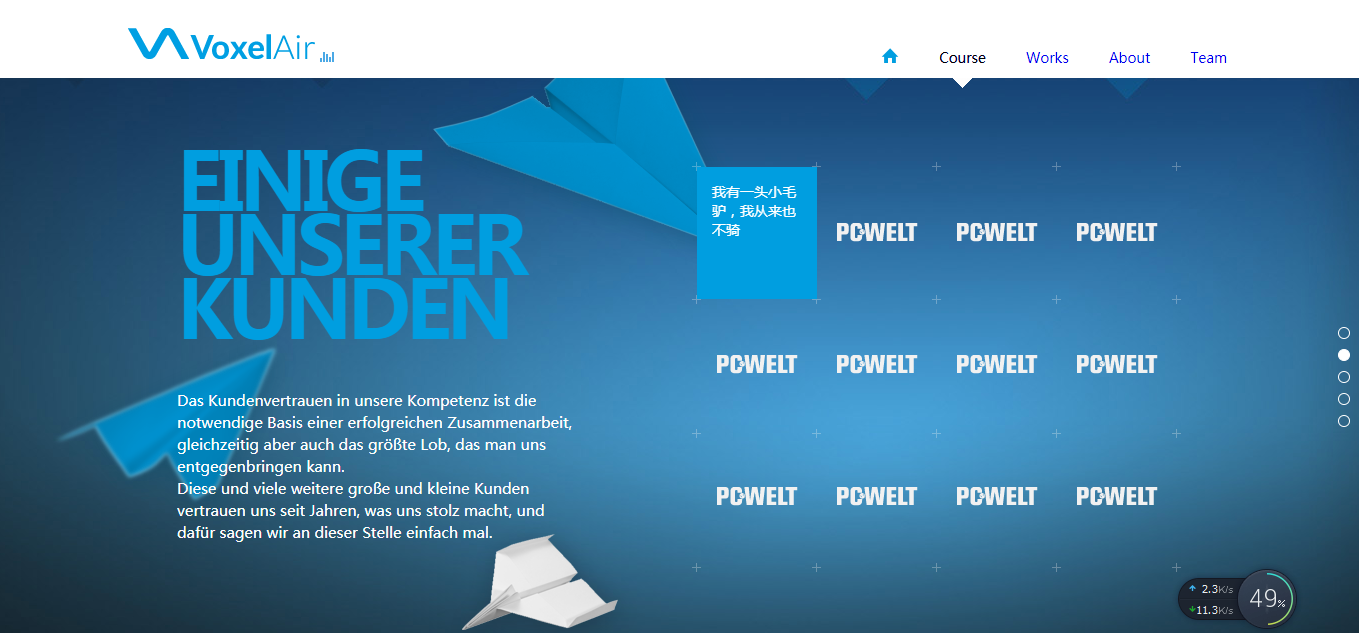 VoxelAir
Course Works About Team
EINIGE
UNSERER
KUNDEN
Das Kundenvertrauen in unsere Kompetenz ist die
notwendige Basis einer erfolgreichen Zusammenarbeit,
gleichzeitig aber auch das größte Lob, das man uns
entgegenbringen kann.
Diese und viele weitere große und kleine Kunden
vertrauen uns seit Jahren, was uns stolz macht, und
dafür sagen wir an dieser Stelle einfach mal.
我有一头小毛
驴，我从来也
不骑
PCWELT PCWELT PCWELT
PCWELT PCWELT PCWELT PCWELT
PCWELT PCWELT PCWELT PCWELT
2.3K/s
11.3K/s
49%